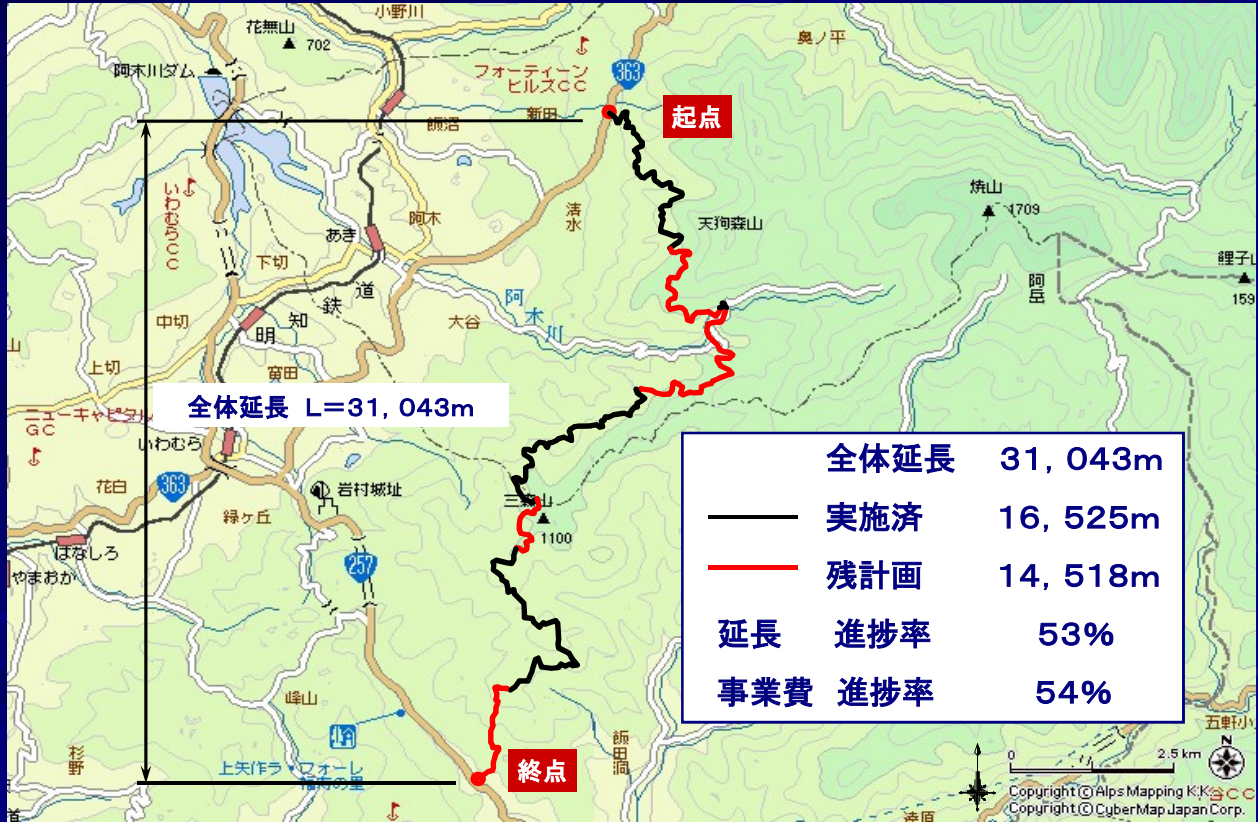 小野川
花無山
702
奥ノ平
阿木川ダム
フォーティーン
ヒルズCC
363
起点
新田
飯沼
いわむらCC
阿木
清水
天狗森山
焼山
1709
あき
下切
鯉子山
159
阿岳
明知鉄道
阿木川
中切
大谷
山
上切
富田
全体延長 L=31,043m
ニューキャピタル
GC
いわむら
全体延長 31,043m
実施済 16,525m
残計画 14,518m
延長 進捗率 53%
事業費 進捗率 54%
花白
363
岩村城址
三森山
1100
緑ヶ丘
はなしろ
やまおか
257
峰山
飯田洞
杉野
上矢作ラ・フォーレ
福寿の里
終点
五軒小
N
0 2.5km
Copyright(C)Alps Mapping K.K.
Copyright(C)CyberMap Japan Corp.
道